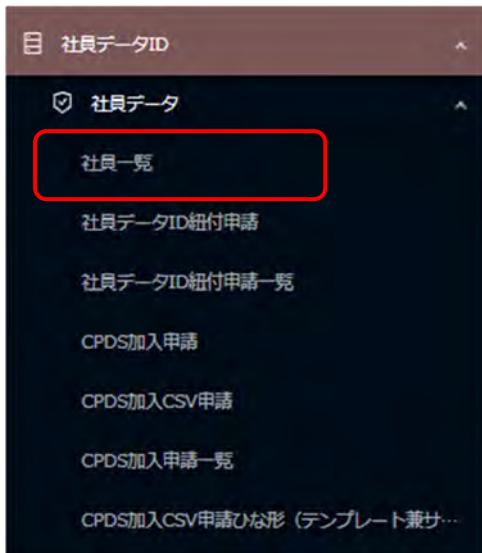 社員データID
社員データ
社員一覧
社員データID紐付申請
社員データID紐付申請一覧
CPDS加入申請
CPDS加入CSV申請
CPDS加入申請一覧
CPDS加入CSV申請ひな形（テンプレート兼サ…